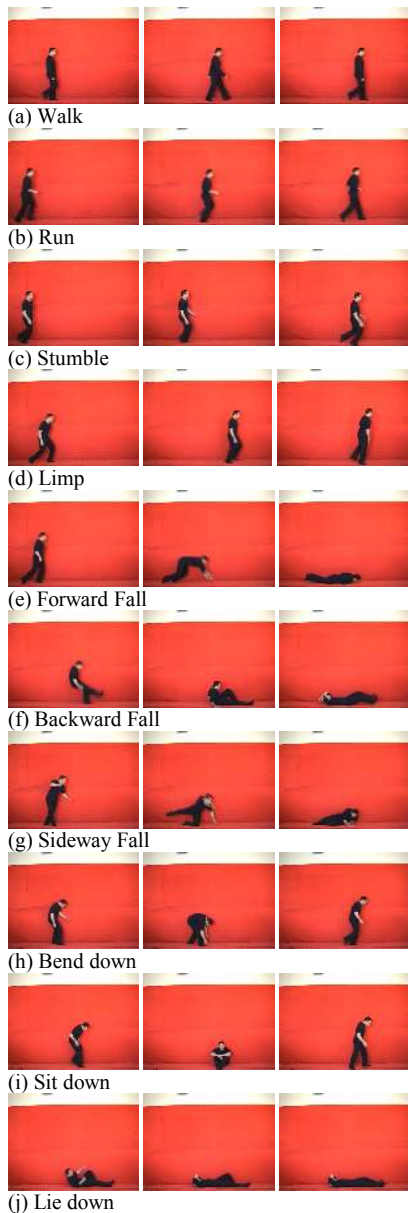 (a) Walk
(b) Run
(c) Stumble
(d) Limp
(e) Forward Fall
(f) Backward Fall
(g) Sideway Fall
(h) Bend down
(i) Sit down
(j) Lie down